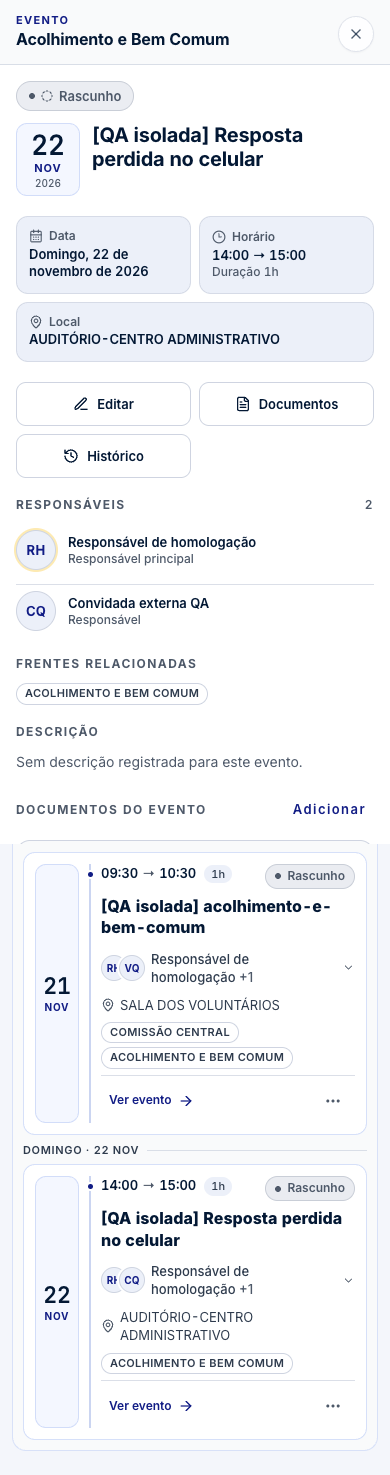 EVENTO
Acolhimento e Bem Comum
Rascunho
22
NOV
2026
[QA isolada] Resposta
perdida no celular
Data
Domingo, 22 de
novembro de 2026
Horário
14:00 → 15:00
Duração 1h
Local
AUDITÓRIO-CENTRO ADMINISTRATIVO
Editar
Documentos
Histórico
RESPONSÁVEIS
2
RH
Responsável de homologação
Responsável principal
CQ
Convidada externa QA
Responsável
FRENTES RELACIONADAS
ACOLHIMENTO E BEM COMUM
DESCRIÇÃO
Sem descrição registrada para este evento.
DOCUMENTOS DO EVENTO
Adicionar
21
NOV
09:30 → 10:30
1h
Rascunho
[QA isolada] acolhimento-e-
bem-comum
RH
VQ
Responsável de
homologação +1
SALA DOS VOLUNTÁRIOS
COMISSÃO CENTRAL
ACOLHIMENTO E BEM COMUM
Ver evento →
DOMINGO · 22 NOV
22
NOV
14:00 → 15:00
1h
Rascunho
[QA isolada] Resposta perdida
no celular
RH
CQ
Responsável de
homologação +1
AUDITÓRIO-CENTRO
ADMINISTRATIVO
ACOLHIMENTO E BEM COMUM
Ver evento →